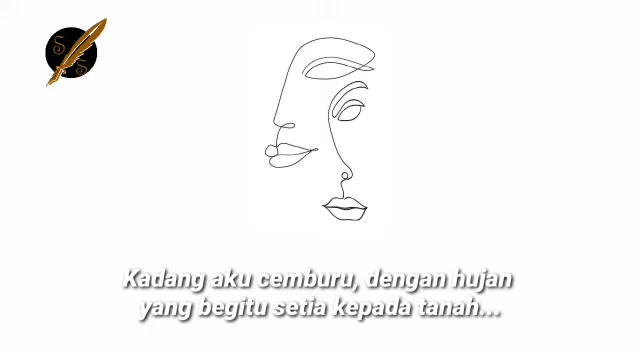 S
S
Kadang aku cemburu, dengan hujan
yang begitu setia kepada tanah...